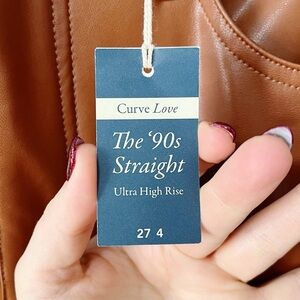 Curve Love
The ‘90s
Straight
Ultra High Rise
27 4